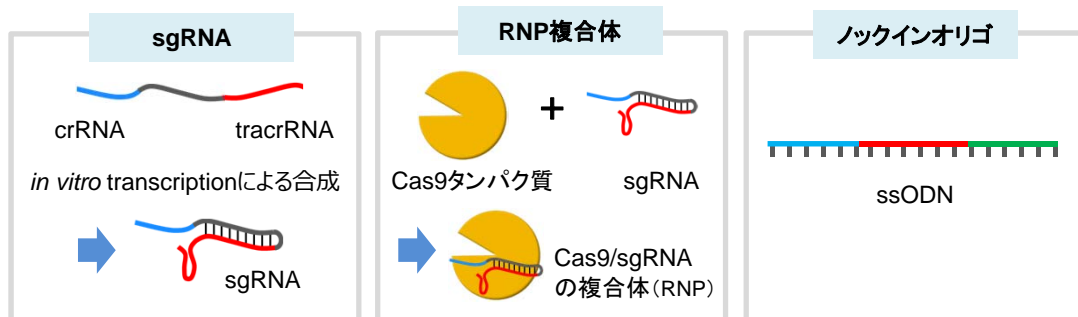 sgRNA
crRNA
tracrRNA
in vitro transcriptionによる合成
sgRNA
RNP複合体
+
Cas9タンパク質
sgRNA
Cas9/sgRNA
の複合体(RNP)
ノックインオリゴ
ssODN